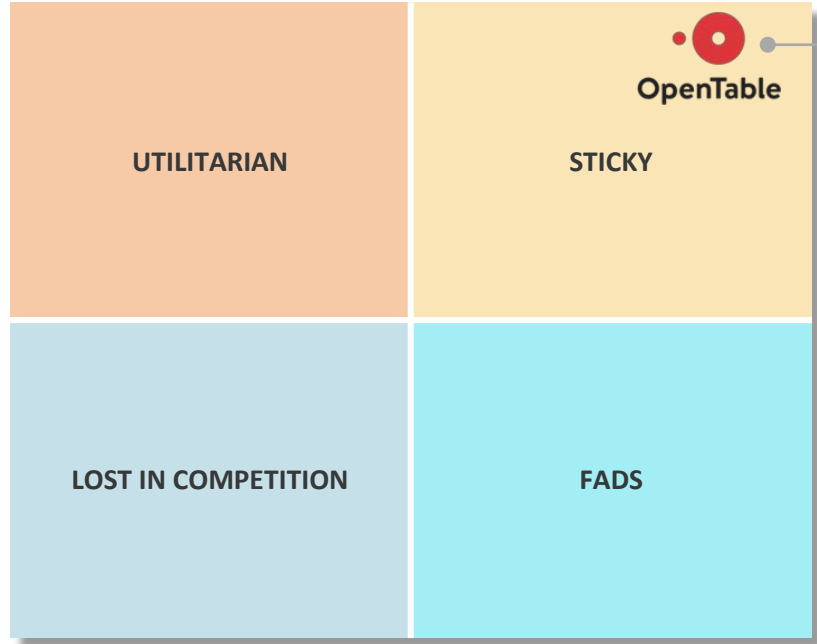 OpenTable
UTILITARIAN
STICKY
LOST IN COMPETITION
FADS